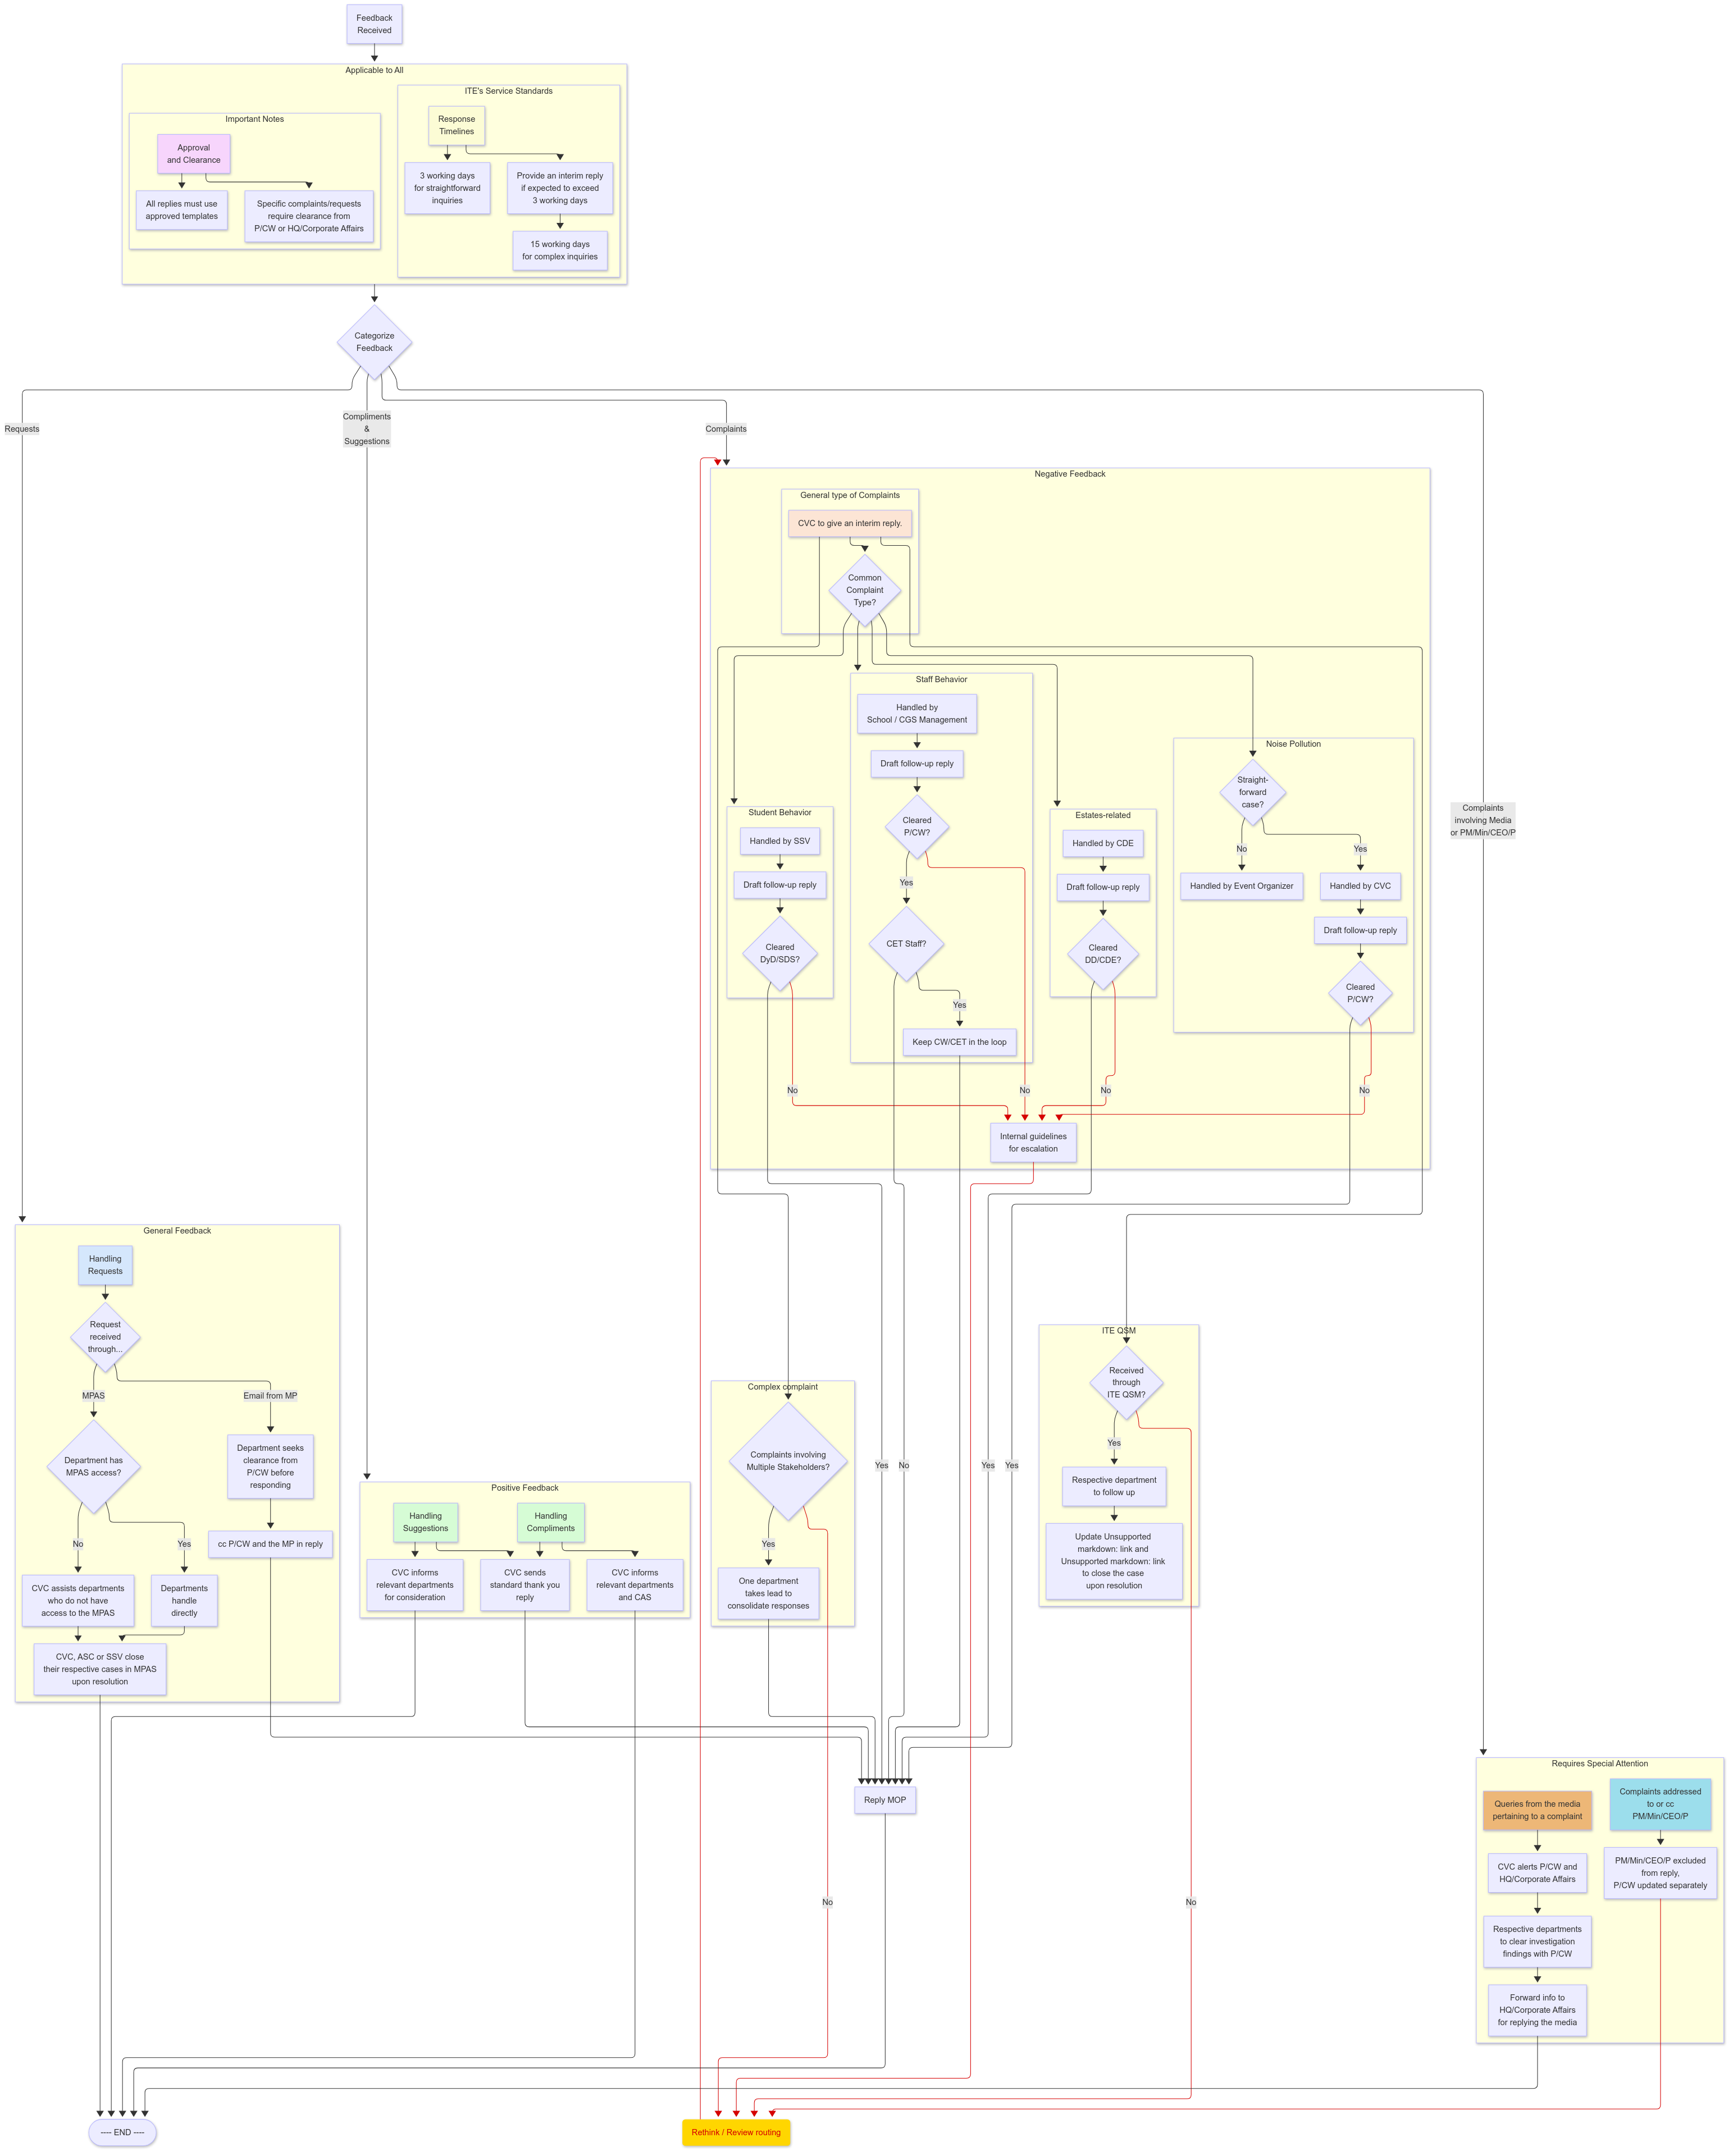 Feedback
Received
Applicable to All
Important Notes
Approval
and Clearance
All replies must use
approved templates
Specific complaints/requests
require clearance from
P/CW or HQ/Corporate Affairs
ITE's Service Standards
Response
Timelines
3 working days
for straightforward
inquiries
Provide an interim reply
if expected to exceed
3 working days
15 working days
for complex inquiries
Categorize
Feedback
Requests
Compliments
&
Suggestions
Complaints
Complaints
involving Media
or PM/Min/CEO/P
Negative Feedback
General type of Complaints
CVC to give an interim reply.
Common
Complaint
Type?
Student Behavior
Handled by SSV
Draft follow-up reply
Cleared
DyD/SDS?
No
Staff Behavior
Handled by
School / CGS Management
Draft follow-up reply
Cleared
P/CW?
Yes
CET Staff?
Yes
Keep CW/CET in the loop
No
Estates-related
Handled by CDE
Draft follow-up reply
Cleared
DD/CDE?
No
Noise Pollution
Straight-
forward
case?
No
Yes
Handled by Event Organizer
Handled by CVC
Draft follow-up reply
Cleared
P/CW?
No
Internal guidelines
for escalation
General Feedback
Handling
Requests
Request
received
through...
MPAS
Email from MP
Department has
MPAS access?
Department seeks
clearance from
P/CW before
responding
No
Yes
cc P/CW and the MP in reply
CVC assists departments
who do not have
access to the MPAS
Departments
handle
directly
CVC, ASC or SSV close
their respective cases in MPAS
upon resolution
Positive Feedback
Handling
Suggestions
Handling
Compliments
CVC informs
relevant departments
for consideration
CVC sends
standard thank you
reply
CVC informs
relevant departments
and CAS
Complex complaint
Complaints involving
Multiple Stakeholders?
Yes
One department
takes lead to
consolidate responses
Yes
No
Yes
Yes
ITE QSM
Received
through
ITE QSM?
Yes
Respective department
to follow up
Update Unsupported
markdown: link and
Unsupported markdown: link
to close the case
upon resolution
Reply MOP
No
No
Requires Special Attention
Queries from the media
pertaining to a complaint
CVC alerts P/CW and
HQ/Corporate Affairs
Respective departments
to clear investigation
findings with P/CW
Forward info to
HQ/Corporate Affairs
for replying the media
Complaints addressed
to or cc
PM/Min/CEO/P
PM/Min/CEO/P excluded
from reply,
P/CW updated separately
---- END ----
Rethink / Review routing